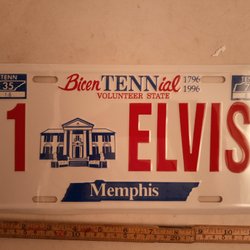 TENN
35
BicenTENNial
1796
1996
VOLUNTEER STATE
1 ELVIS
Memphis